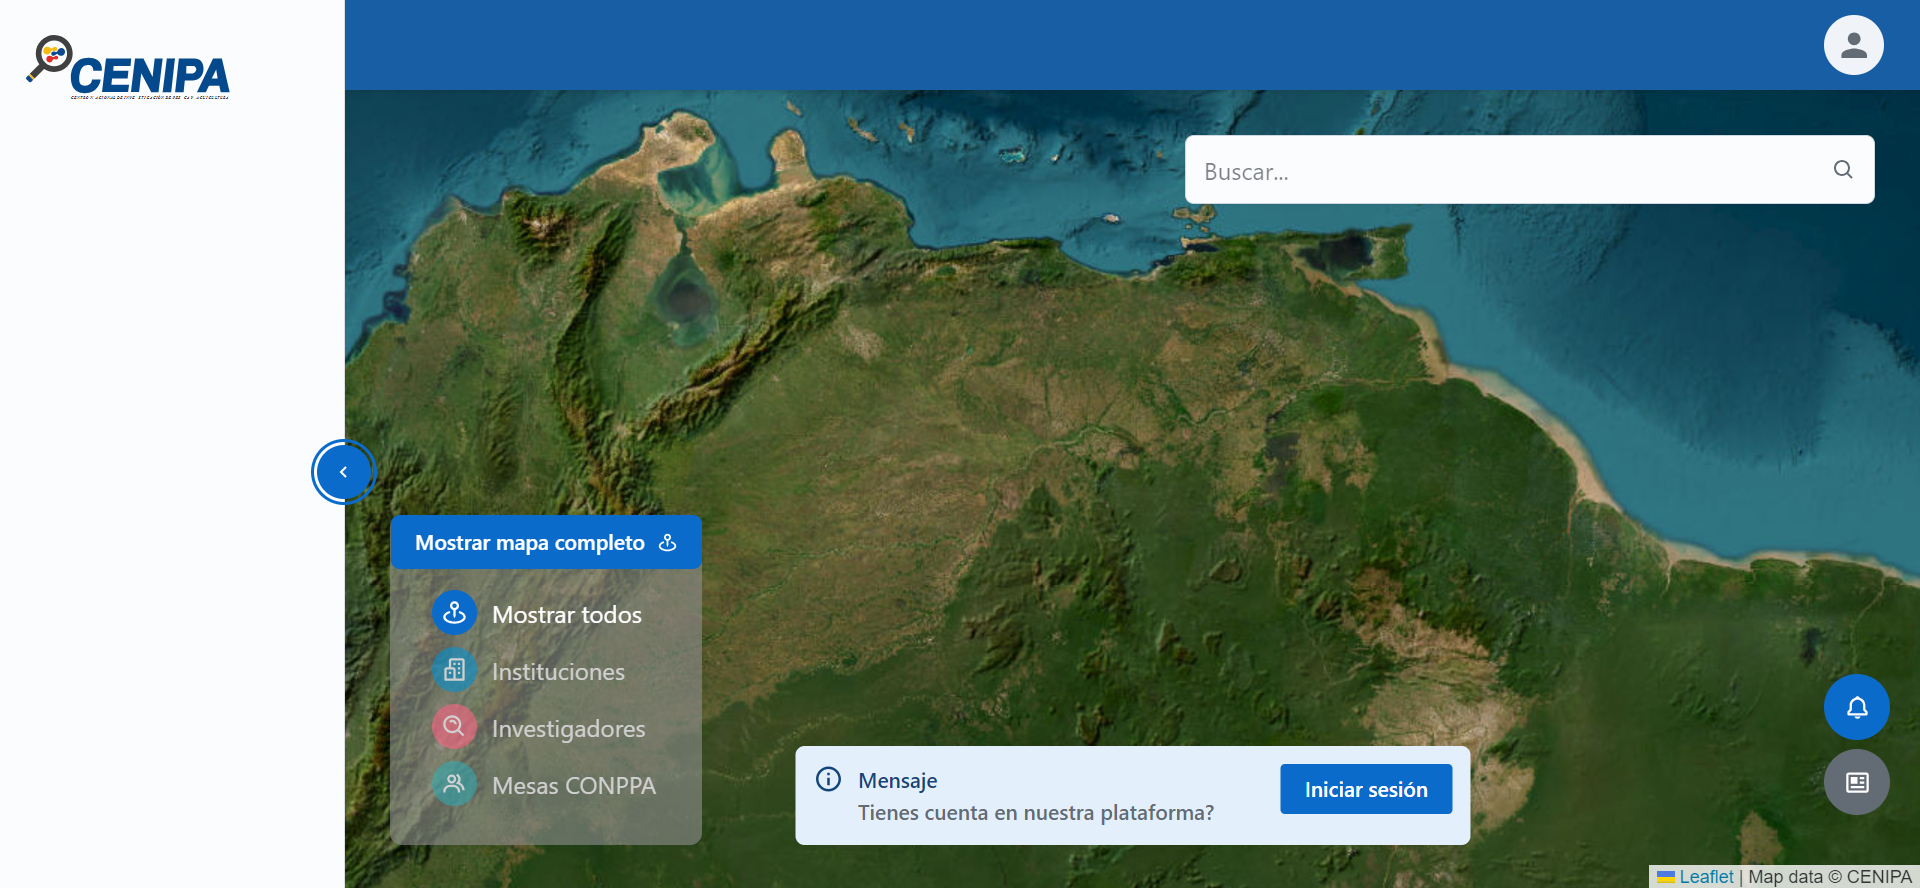 CENIPA
Buscar...
Mostrar mapa completo
Mostrar todos
Instituciones
Investigadores
Mesas CONPPA
Mensaje
Tienes cuenta en nuestra plataforma?
Iniciar sesión
Leaflet | Map data © CENIPA